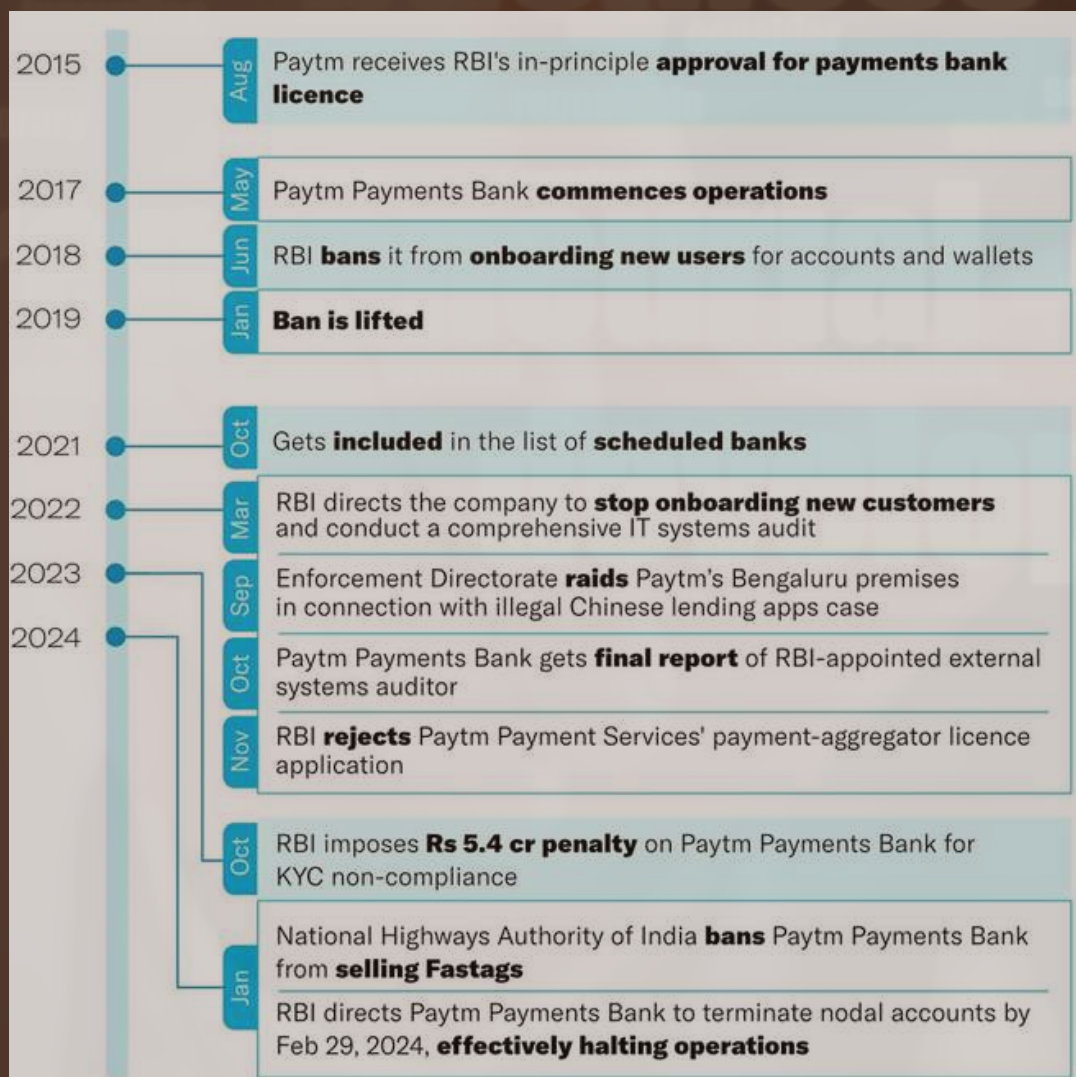 2015
Aug
Paytm receives RBI's in-principle approval for payments bank
licence
2017
May
Paytm Payments Bank commences operations
2018
Jun
RBI bans it from onboarding new users for accounts and wallets
2019
Jan
Ban is lifted
2021
Oct
Gets included in the list of scheduled banks
2022
Mar
RBI directs the company to stop onboarding new customers
and conduct a comprehensive IT systems audit
Sep
Enforcement Directorate raids Paytm’s Bengaluru premises
in connection with illegal Chinese lending apps case
Oct
Paytm Payments Bank gets final report of RBI-appointed external
systems auditor
Nov
RBI rejects Paytm Payment Services' payment-aggregator licence
application
2023
Oct
RBI imposes Rs 5.4 cr penalty on Paytm Payments Bank for
KYC non-compliance
2024
Jan
National Highways Authority of India bans Paytm Payments Bank
from selling Fastags
RBI directs Paytm Payments Bank to terminate nodal accounts by
Feb 29, 2024, effectively halting operations